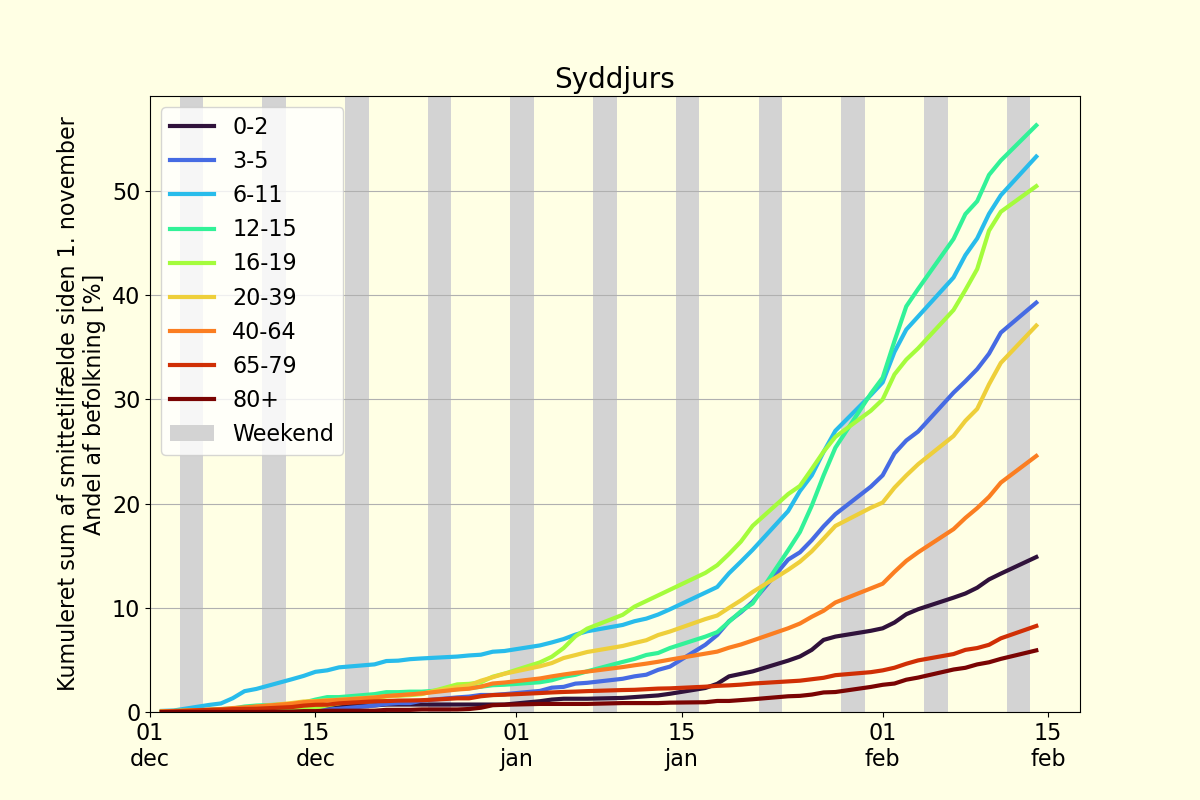 Syddjurs
Kumuleret sum af smittetilfælde siden 1. november
Andel af befolkning [%]
50
40
30
20
10
0
0-2
3-5
6-11
12-15
16-19
20-39
40-64
65-79
80+
Weekend
01 15 01 15 01 15
dec dec jan jan feb feb